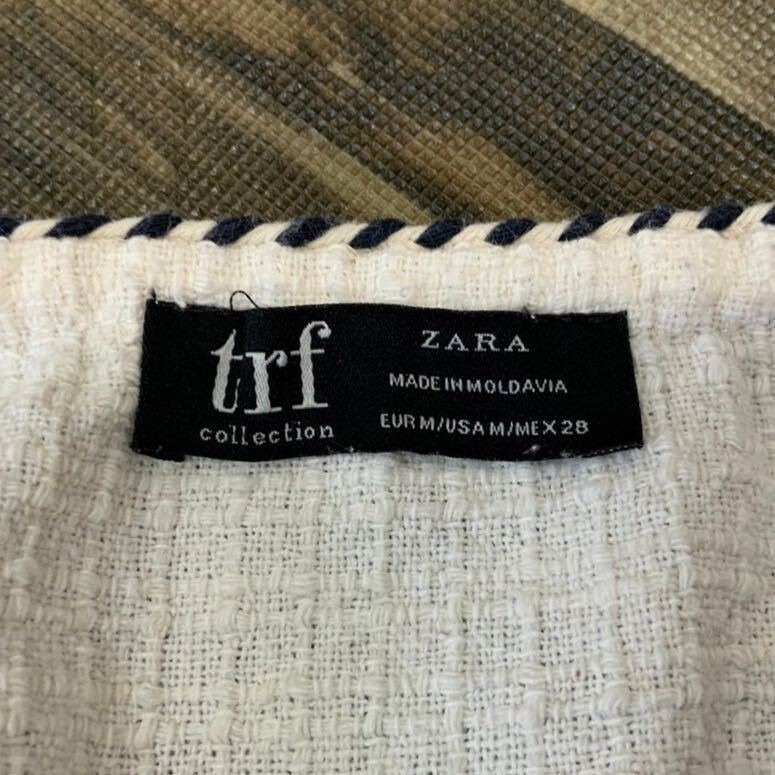 trf
collection
ZARA
MADE IN MOLDAVIA
EUR M/USA M/MEX 28